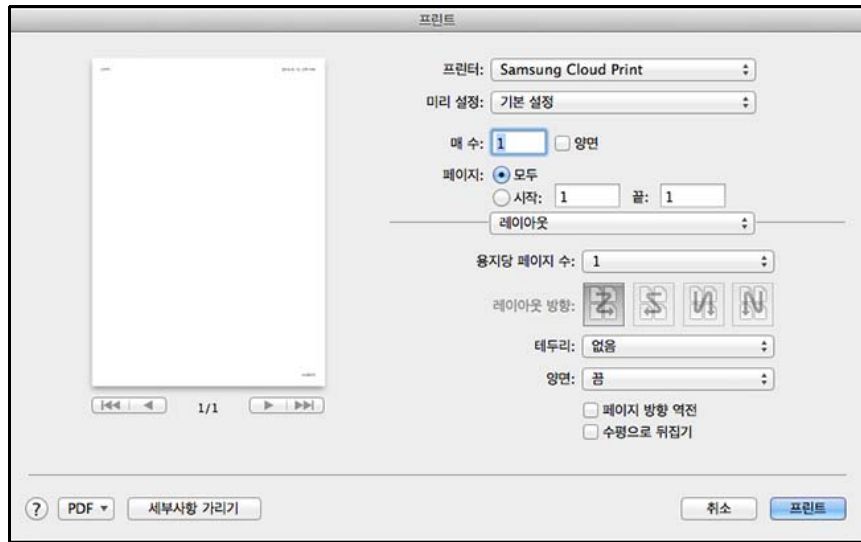 프린트
프린터: Samsung Cloud Print
미리 설정: 기본 설정
매 수: 1 양면
페이지: 모두
시작: 1 끝: 1
레이아웃
용지당 페이지 수: 1
레이아웃 방향:
테두리: 없음
양면: 끔
페이지 방향 역전
수평으로 뒤집기
1/1
? PDF 세부사항 가리기 취소 프린트